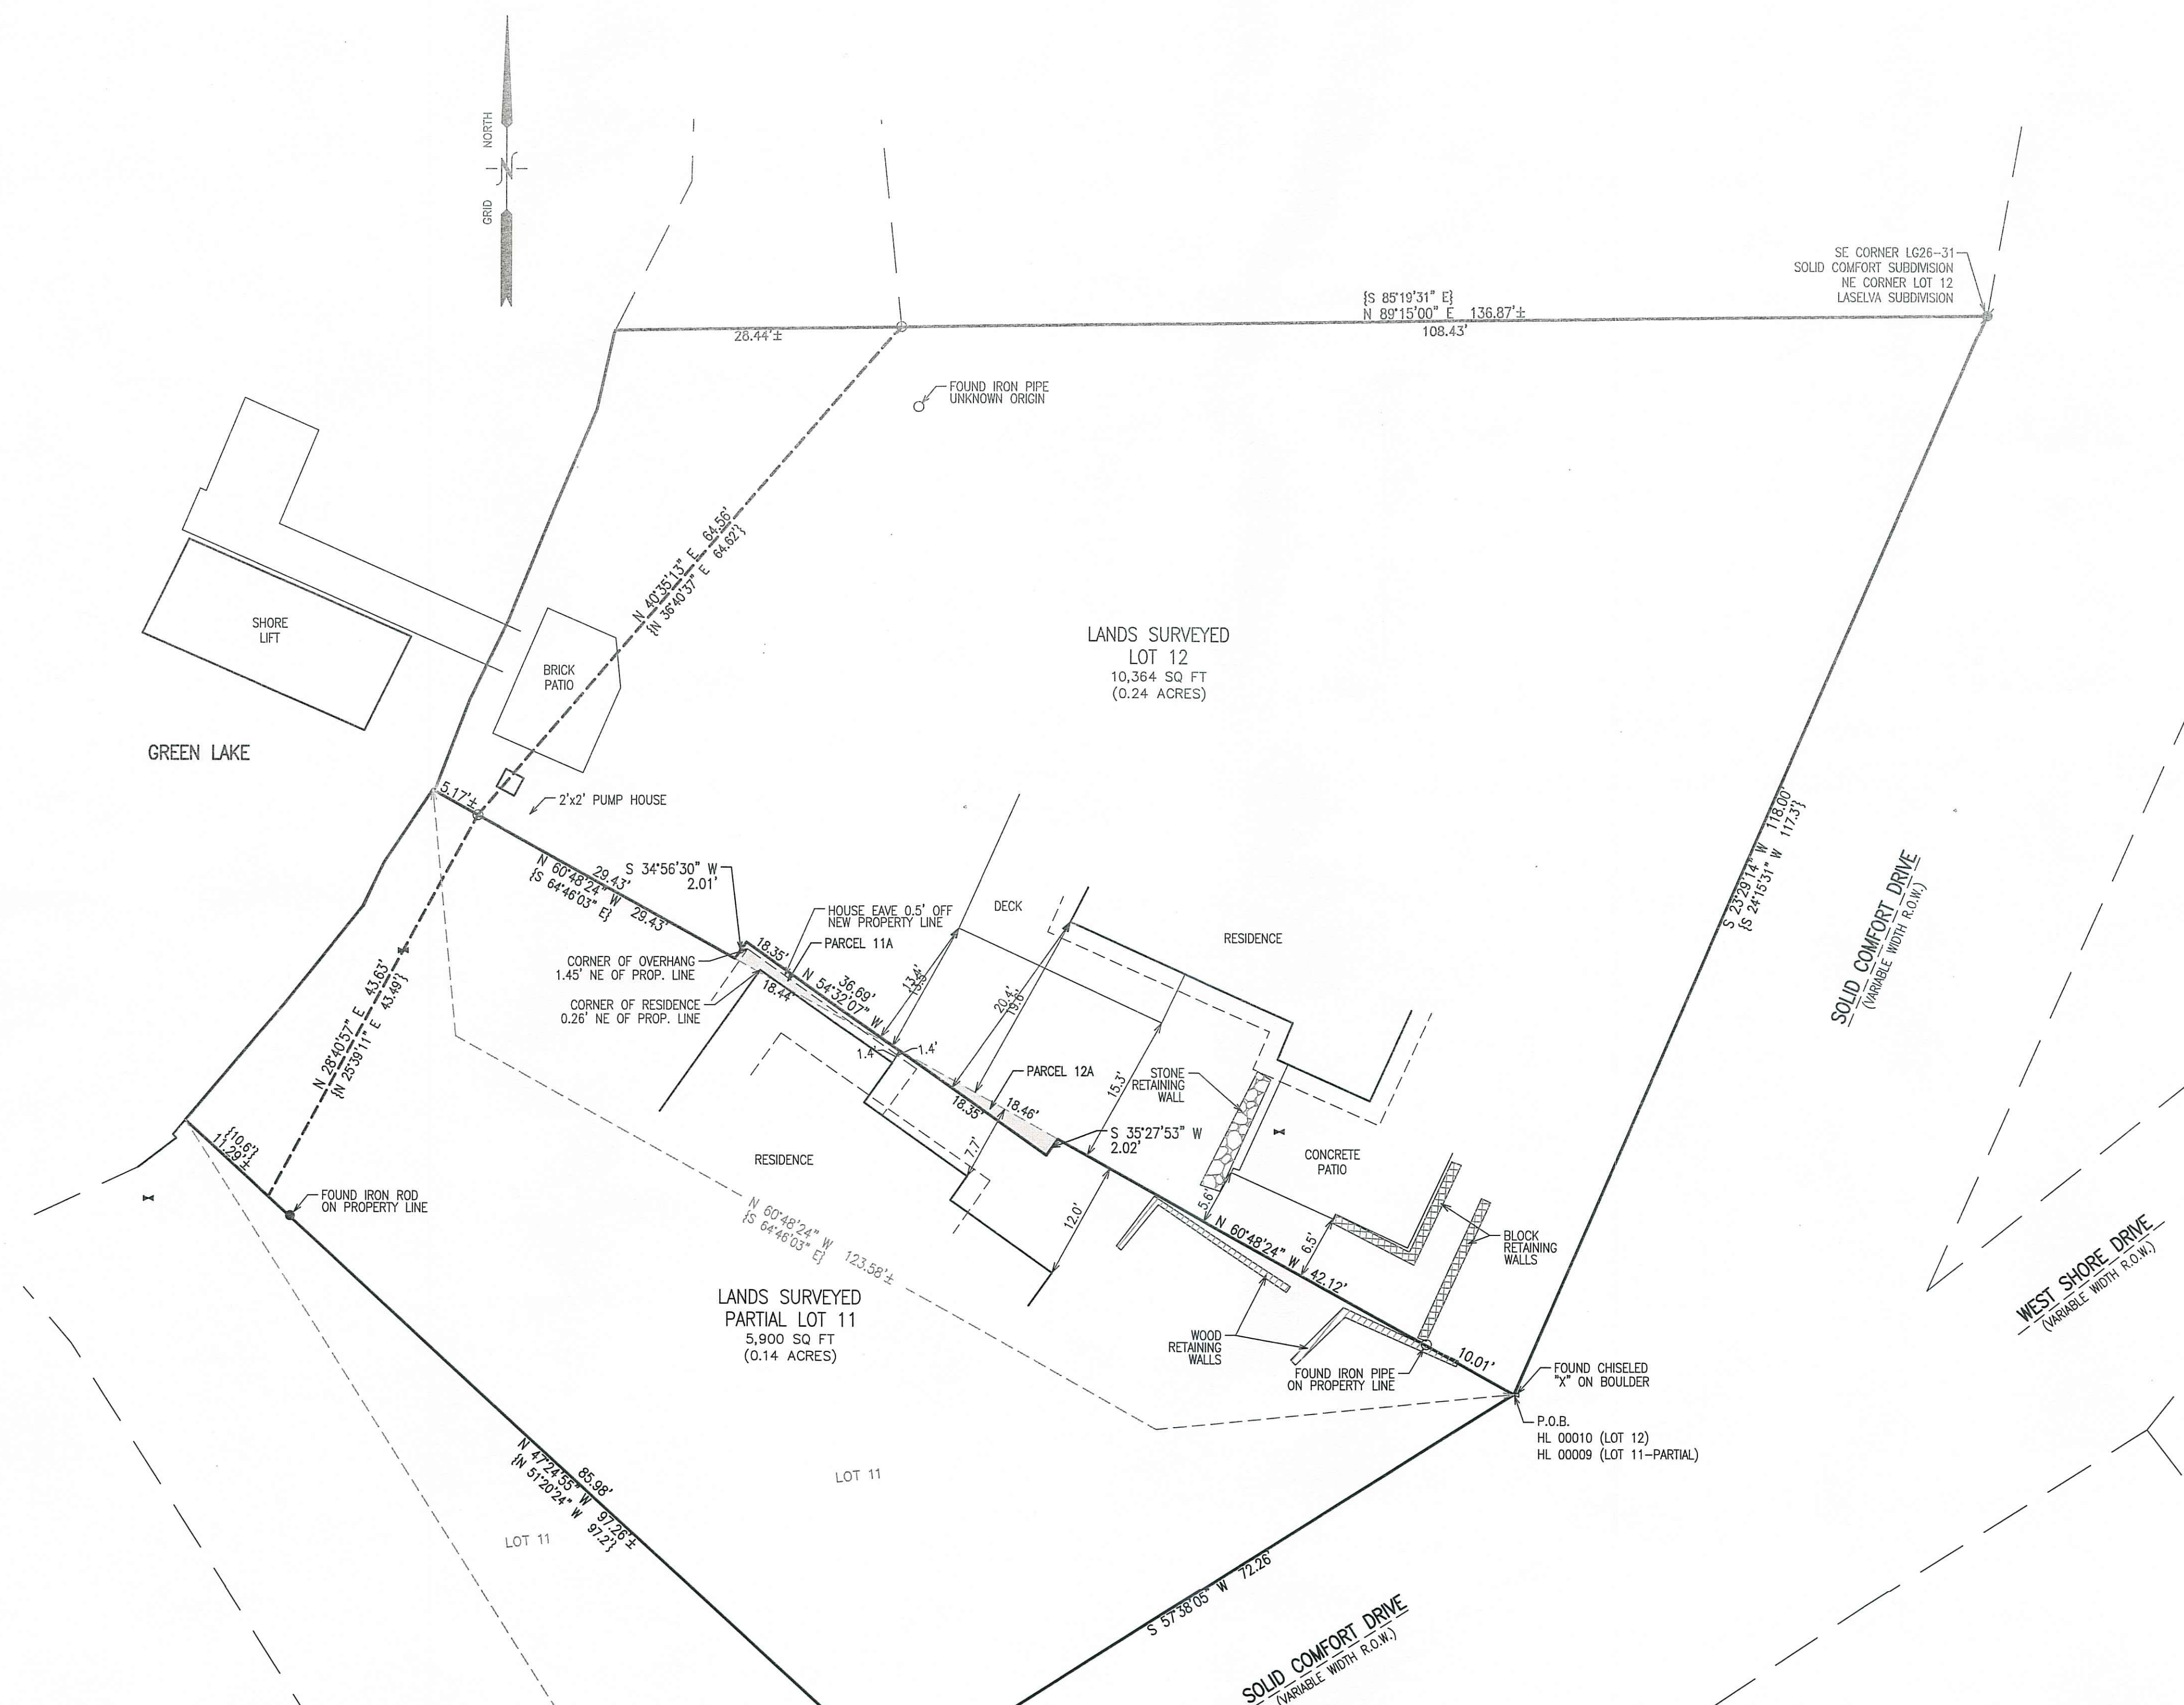 GRID NORTH
N
SE CORNER LG26-31
SOLID COMFORT SUBDIVISION
NE CORNER LOT 12
LASELVA SUBDIVISION
{S 85°19'31" E}
N 89°15'00" E 136.87'±
108.43'
28.44'±
FOUND IRON PIPE
UNKNOWN ORIGIN
N 40°35'13" E 64.56'
{N 36°40'37" E 64.62'}
SHORE
LIFT
BRICK
PATIO
LANDS SURVEYED
LOT 12
10,364 SQ FT
(0.24 ACRES)
GREEN LAKE
5.17'±
2'x2' PUMP HOUSE
S 23°29'14" W 118.00'
{S 24°15'31" W 117.3'}
SOLID COMFORT DRIVE
(VARIABLE WIDTH R.O.W.)
29.43'
N 60°48'24" W 29.43'
{S 64°46'03" E}
S 34°56'30" W
2.01'
HOUSE EAVE 0.5' OFF
NEW PROPERTY LINE
PARCEL 11A
DECK
RESIDENCE
CORNER OF OVERHANG
1.45' NE OF PROP. LINE
CORNER OF RESIDENCE
0.26' NE OF PROP. LINE
18.35'
18.44'
36.69'
N 54°32'07" W
13.4'
20.4'
19.6'
1.4'
1.4'
PARCEL 12A
18.35'
18.46'
15.3'
STONE
RETAINING
WALL
S 35°27'53" W
2.02'
7.7'
12.0'
CONCRETE
PATIO
5.6'
6.5'
N 60°48'24" W 42.12'
BLOCK
RETAINING
WALLS
WEST SHORE DRIVE
(VARIABLE WIDTH R.O.W.)
N 28°40'57" E 43.63'
{N 25°39'11" E 43.49'}
{10.6'}
11.29'±
FOUND IRON ROD
ON PROPERTY LINE
RESIDENCE
N 60°48'24" W 123.58'±
{S 64°46'03" E}
LANDS SURVEYED
PARTIAL LOT 11
5,900 SQ FT
(0.14 ACRES)
WOOD
RETAINING
WALLS
FOUND IRON PIPE
ON PROPERTY LINE
10.01'
FOUND CHISELED
"X" ON BOULDER
P.O.B.
HL 00010 (LOT 12)
HL 00009 (LOT 11-PARTIAL)
LOT 11
LOT 11
85.98'
N 47°24'55" W 97.26'±
{N 51°20'24" W 97.2'}
S 57°38'05" W 72.26'
SOLID COMFORT DRIVE
(VARIABLE WIDTH R.O.W.)